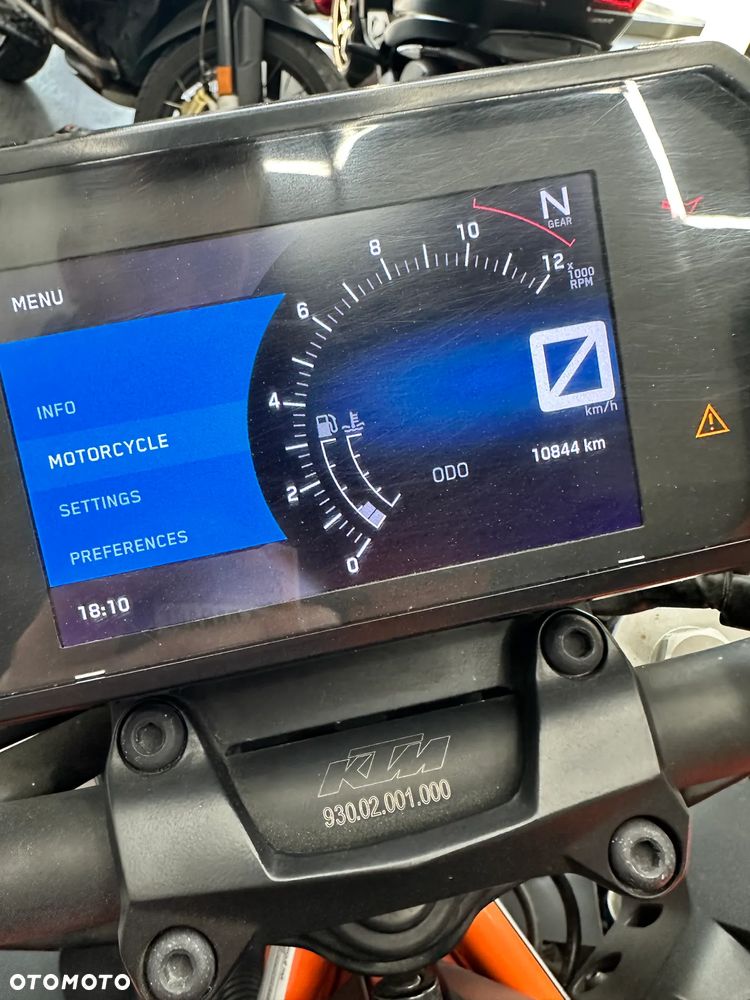 N
GEAR
MENU
8
10
12
x
1000
RPM
6
INFO
4
km/h
MOTORCYCLE
ODO
10844 km
SETTINGS
2
PREFERENCES
0
0
18:10
KTM
930.02.001.000
OTOMOTO